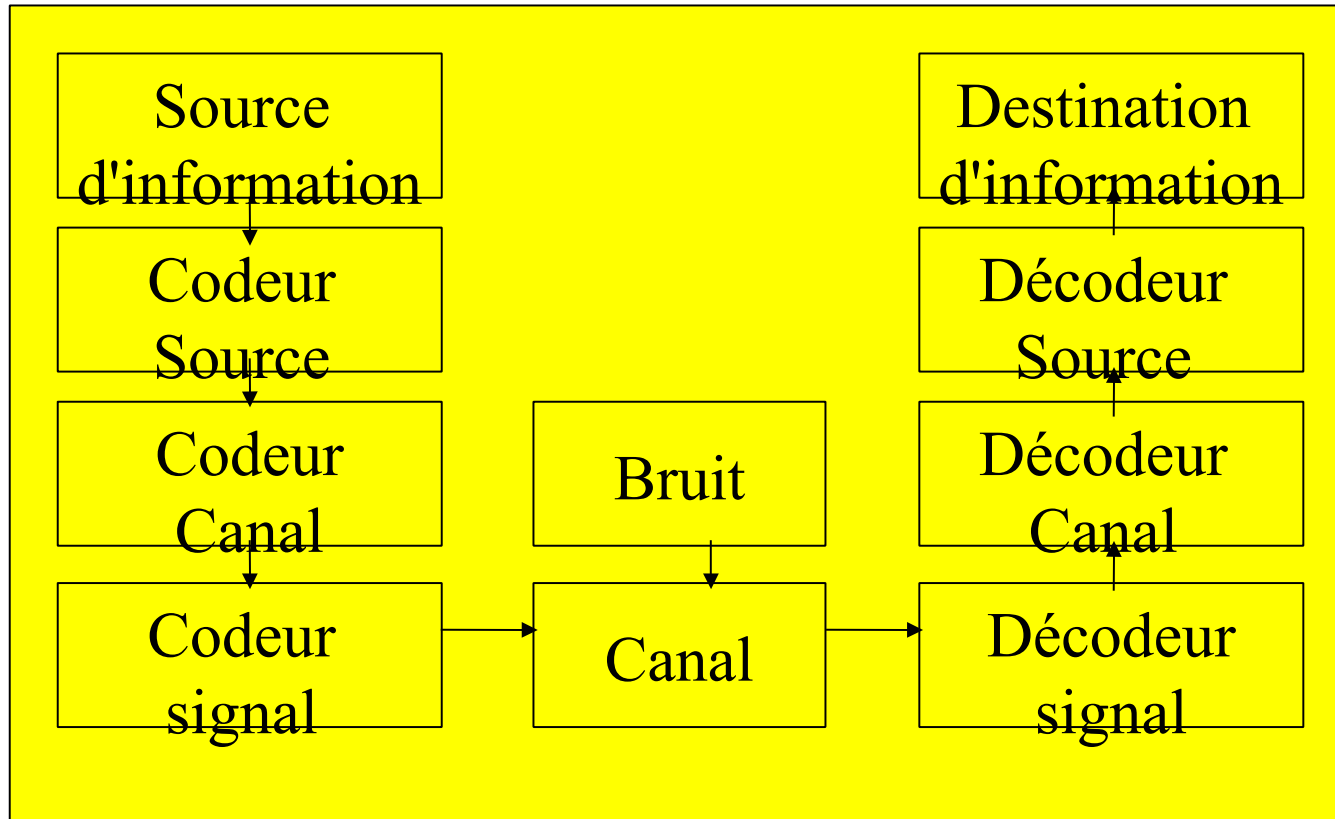 Source
d'information
Codeur
Source
Codeur
Canal
Codeur
signal
Bruit
Canal
Destination
d'information
Décodeur
Source
Décodeur
Canal
Décodeur
signal